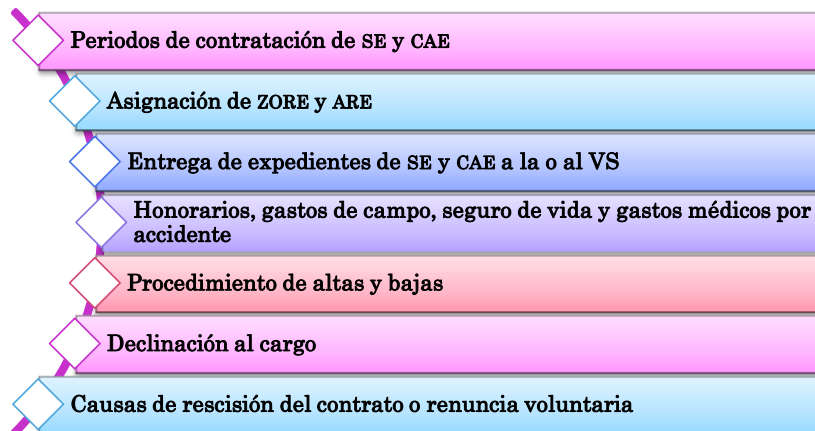 Periodos de contratación de SE y CAE
Asignación de ZORE y ARE
Entrega de expedientes de SE y CAE a la o al VS
Honorarios, gastos de campo, seguro de vida y gastos médicos por
accidente
Procedimiento de altas y bajas
Declinación al cargo
Causas de rescisión del contrato o renuncia voluntaria